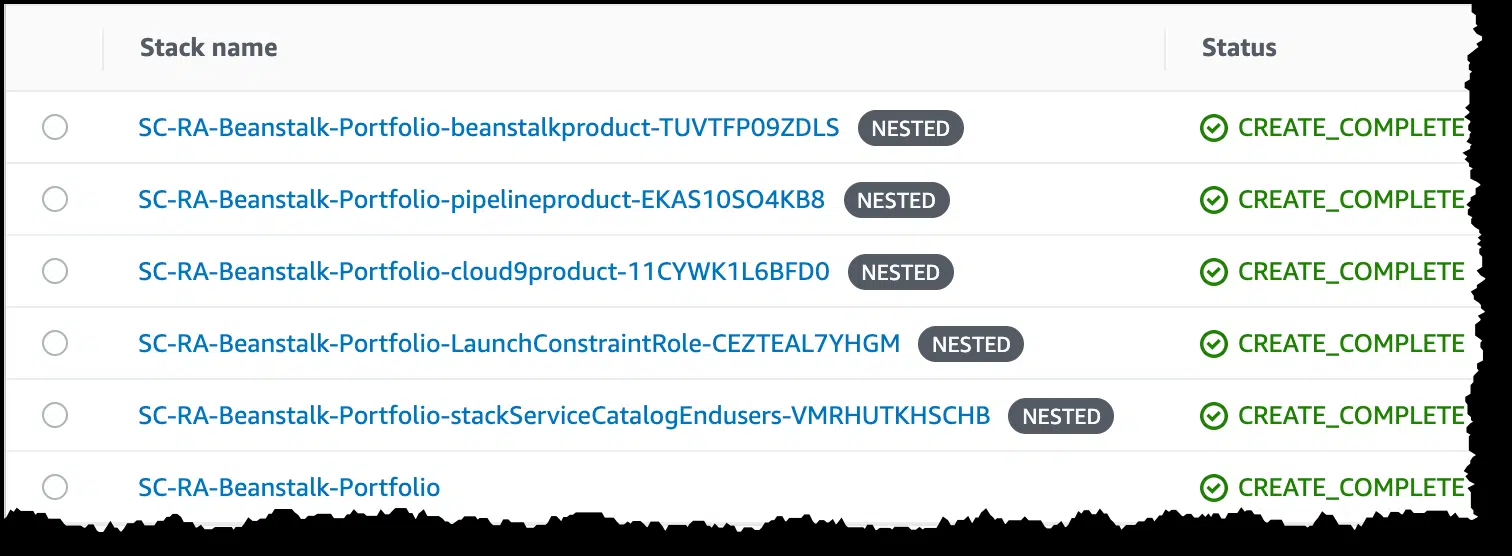 Stack name Status
SC-RA-Beanstalk-Portfolio-beanstalkproduct-TUVTFP09ZDLS NESTED CREATE_COMPLETE
SC-RA-Beanstalk-Portfolio-pipelineproduct-EKAS10SO4KB8 NESTED CREATE_COMPLETE
SC-RA-Beanstalk-Portfolio-cloud9product-11CYWK1L6BFD0 NESTED CREATE_COMPLETE
SC-RA-Beanstalk-Portfolio-LaunchConstraintRole-CEZTEAL7YHGM NESTED CREATE_COMPLETE
SC-RA-Beanstalk-Portfolio-stackServiceCatalogEndusers-VMRHUTKHSCHB NESTED CREATE_COMPLETE
SC-RA-Beanstalk-Portfolio CREATE_COMPLETE